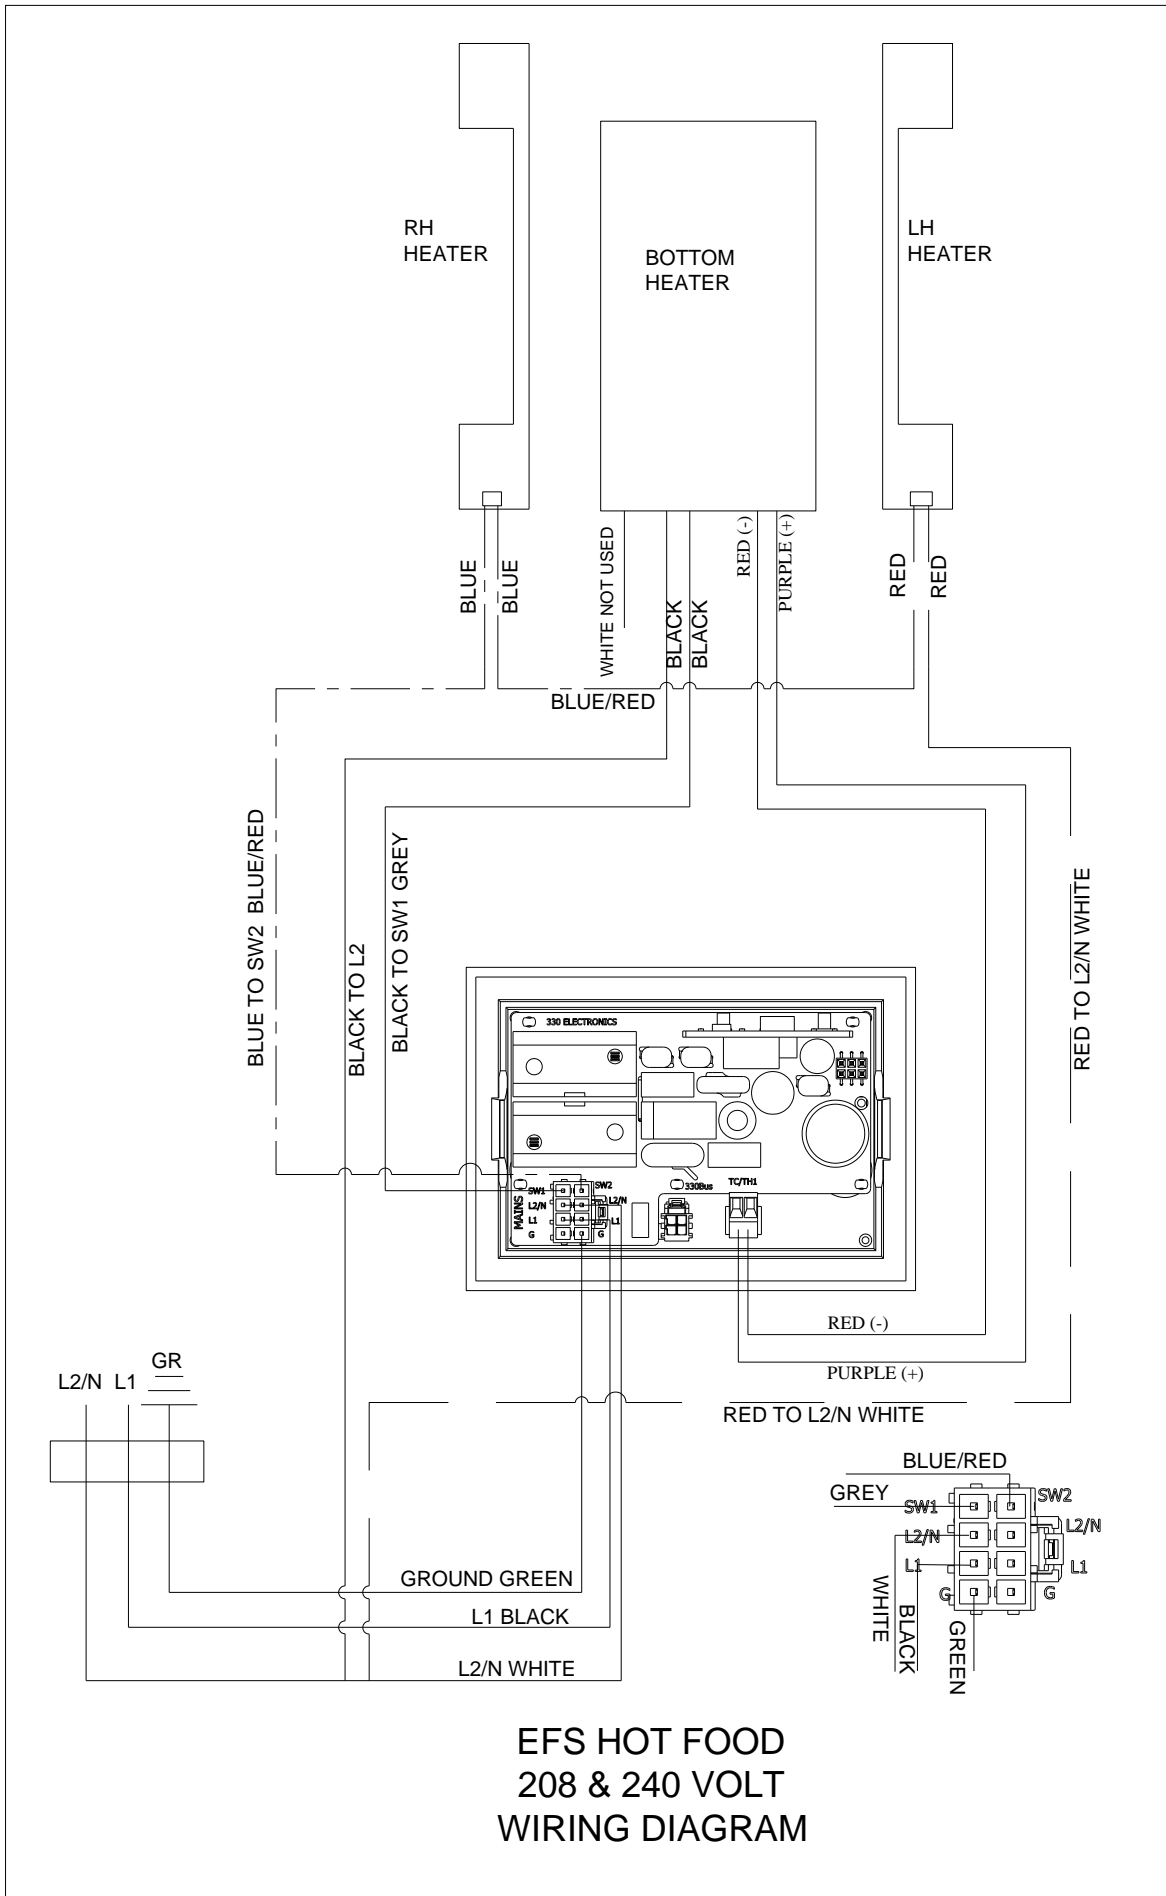 RH
HEATER
BOTTOM
HEATER
LH
HEATER
BLUE
BLUE
WHITE NOT USED
BLACK
BLACK
RED (-)
PURPLE (+)
RED
RED
BLUE/RED
BLUE TO SW2 BLUE/RED
BLACK TO L2
BLACK TO SW1 GREY
RED TO L2/N WHITE
330 ELECTRONICS
MAINS
SW1
SW2
L2/N
L2/N
L1
L1
G
G
330Bus
TC/TH1
RED (-)
PURPLE (+)
RED TO L2/N WHITE
L2/N
L1
GR
GROUND GREEN
L1 BLACK
L2/N WHITE
BLUE/RED
GREY
SW1
SW2
L2/N
L2/N
L1
L1
G
G
WHITE
BLACK
GREEN
EFS HOT FOOD
208 & 240 VOLT
WIRING DIAGRAM